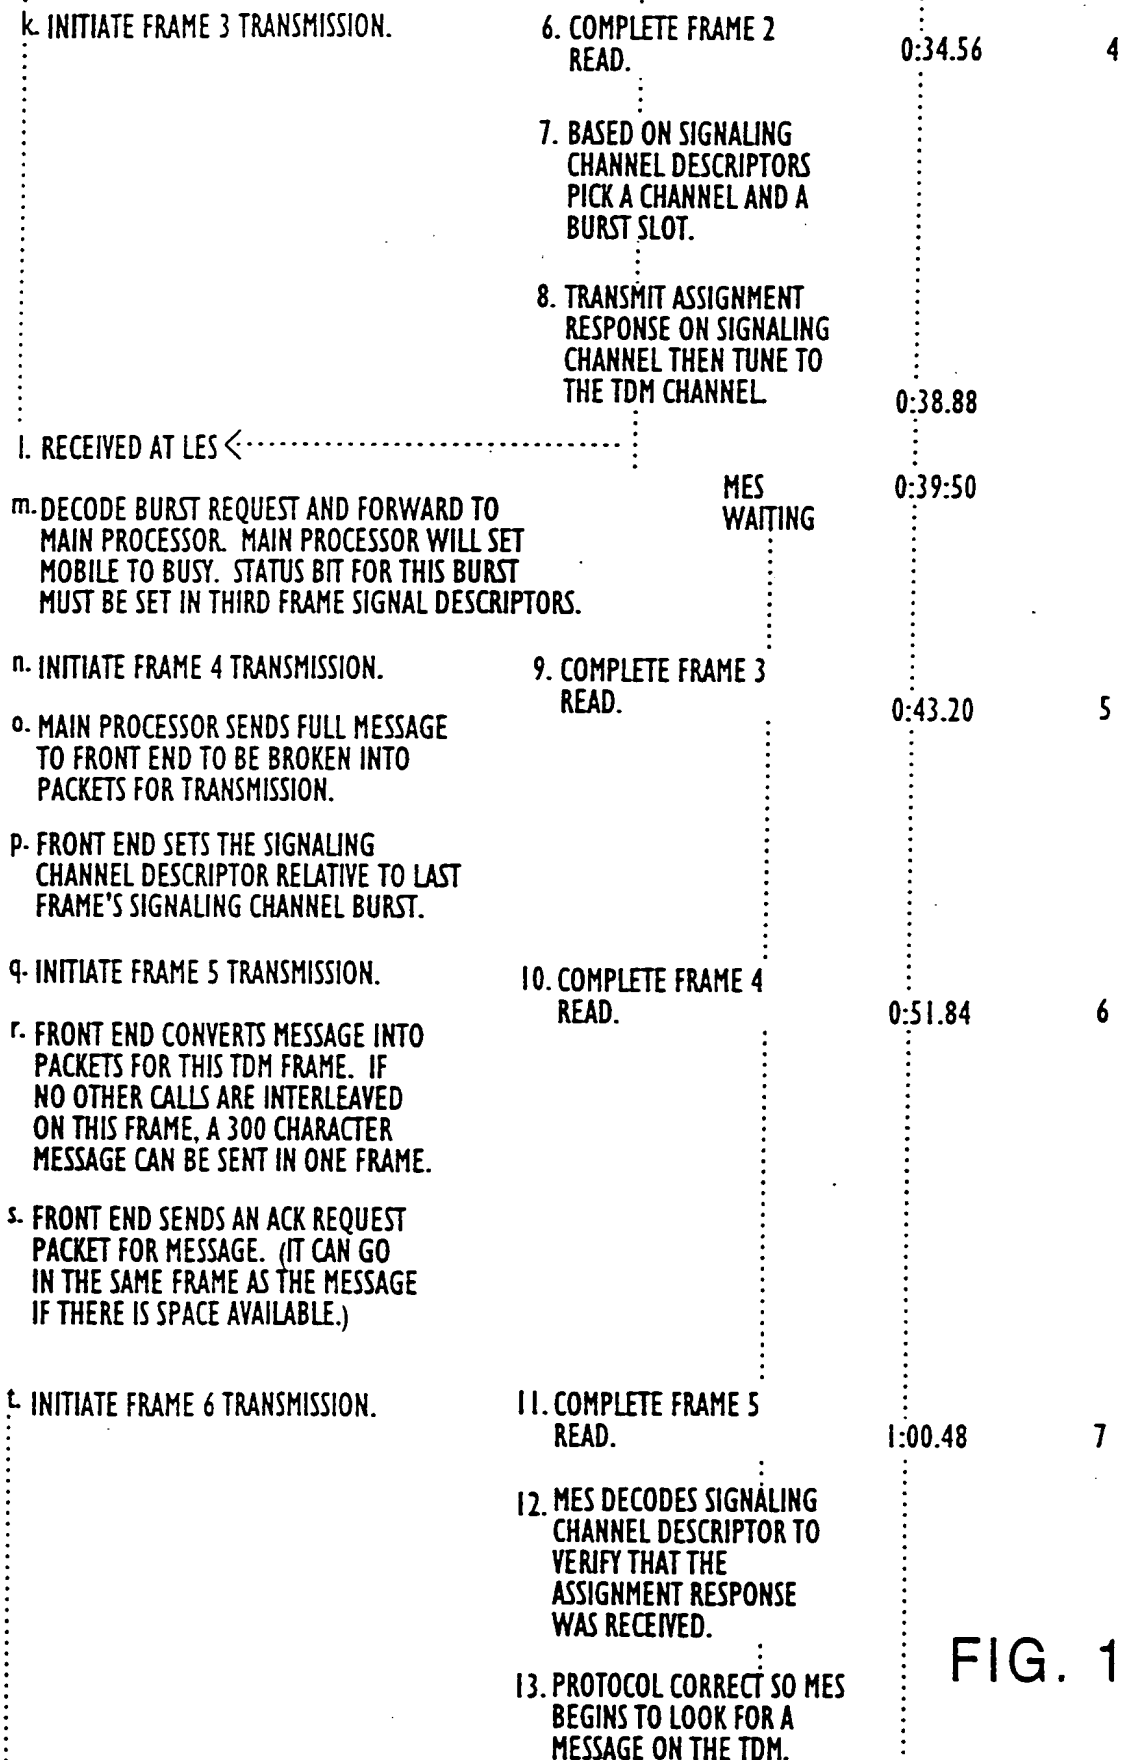 k. INITIATE FRAME 3 TRANSMISSION.
6. COMPLETE FRAME 2
READ.
0:34.56
4
7. BASED ON SIGNALING
CHANNEL DESCRIPTORS
PICK A CHANNEL AND A
BURST SLOT.
8. TRANSMIT ASSIGNMENT
RESPONSE ON SIGNALING
CHANNEL THEN TUNE TO
THE TDM CHANNEL.
0:38.88
l. RECEIVED AT LES
MES
WAITING
0:39:50
m. DECODE BURST REQUEST AND FORWARD TO
MAIN PROCESSOR. MAIN PROCESSOR WILL SET
MOBILE TO BUSY. STATUS BIT FOR THIS BURST
MUST BE SET IN THIRD FRAME SIGNAL DESCRIPTORS.
n. INITIATE FRAME 4 TRANSMISSION.
9. COMPLETE FRAME 3
READ.
0:43.20
5
o. MAIN PROCESSOR SENDS FULL MESSAGE
TO FRONT END TO BE BROKEN INTO
PACKETS FOR TRANSMISSION.
p. FRONT END SETS THE SIGNALING
CHANNEL DESCRIPTOR RELATIVE TO LAST
FRAME'S SIGNALING CHANNEL BURST.
q. INITIATE FRAME 5 TRANSMISSION.
10. COMPLETE FRAME 4
READ.
0:51.84
6
r. FRONT END CONVERTS MESSAGE INTO
PACKETS FOR THIS TDM FRAME. IF
NO OTHER CALLS ARE INTERLEAVED
ON THIS FRAME, A 300 CHARACTER
MESSAGE CAN BE SENT IN ONE FRAME.
s. FRONT END SENDS AN ACK REQUEST
PACKET FOR MESSAGE. (IT CAN GO
IN THE SAME FRAME AS THE MESSAGE
IF THERE IS SPACE AVAILABLE.)
t. INITIATE FRAME 6 TRANSMISSION.
11. COMPLETE FRAME 5
READ.
1:00.48
7
12. MES DECODES SIGNALING
CHANNEL DESCRIPTOR TO
VERIFY THAT THE
ASSIGNMENT RESPONSE
WAS RECEIVED.
13. PROTOCOL CORRECT SO MES
BEGINS TO LOOK FOR A
MESSAGE ON THE TDM.
FIG. 1